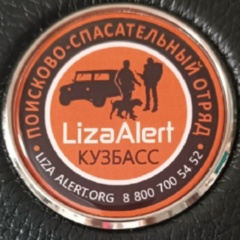 • ПОИСКОВО-СПАСАТЕЛЬНЫЙ ОТРЯД •
LizaAlert
КУЗБАСС
LIZA ALERT.ORG 8 800 700 54 52